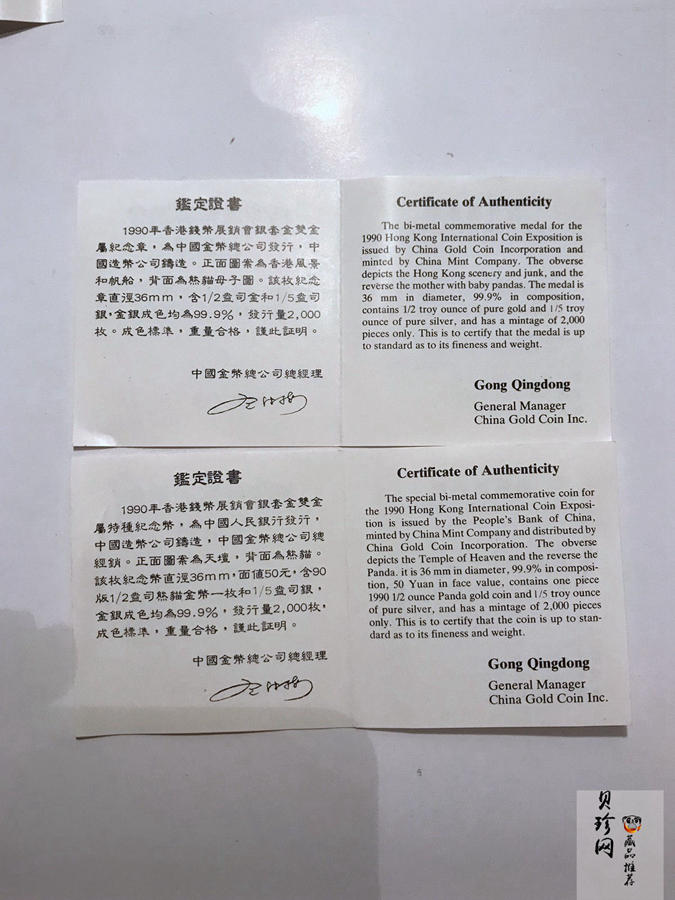 鑑定證書
1990年香港錢幣展銷會銀套金雙金
屬紀念章，為中國金幣總公司發行，中
國造幣公司鑄造。正面圖案為香港風景
和帆船，背面為熊貓母子圖。該枚紀念
章直徑36mm，含1/2盎司金和1/5盎司
銀，金銀成色均為99.9%，發行量2,000
枚。成色標準，重量合格，謹此証明。
中國金幣總公司總經理
Certificate of Authenticity
The bi-metal commemorative medal for the
1990 Hong Kong International Coin Exposition is
issued by China Gold Coin Incorporation and
minted by China Mint Company. The obverse
depicts the Hong Kong scenery and junk, and the
reverse the mother with baby pandas. The medal is
36 mm in diameter, 99.9% in composition,
contains 1/2 troy ounce of pure gold and 1/5 troy
ounce of pure silver, and has a mintage of 2,000
pieces only. This is to certify that the medal is up
to standard as to its fineness and weight.
Gong Qingdong
General Manager
China Gold Coin Inc.
鑑定證書
1990年香港錢幣展銷會銀套金雙金
屬特種紀念幣，為中國人民銀行發行，
中國造幣公司鑄造，中國金幣總公司總
經銷。正面圖案為天壇，背面為熊貓。
該枚紀念幣直徑36mm，面值50元，含90
版1/2盎司熊貓金幣一枚和1/5盎司銀，
金銀成色均為99.9%，發行量2,000枚，
成色標準，重量合格，謹此証明。
中國金幣總公司總經理
Certificate of Authenticity
The special bi-metal commemorative coin for
the 1990 Hong Kong International Coin Exposi-
tion is issued by the People's Bank of China,
minted by China Mint Company and distributed by
China Gold Coin Incorporation. The obverse
depicts the Temple of Heaven and the reverse the
Panda. it is 36 mm in diameter, 99.9% in composi-
tion, 50 Yuan in face value, contains one piece
1990 1/2 ounce Panda gold coin and 1/5 troy ounce
of pure silver, and has a mintage of 2,000 pieces
only. This is to certify that the coin is up to stan-
dard as to its fineness and weight.
Gong Qingdong
General Manager
China Gold Coin Inc.
贝珍网
藏品推荐